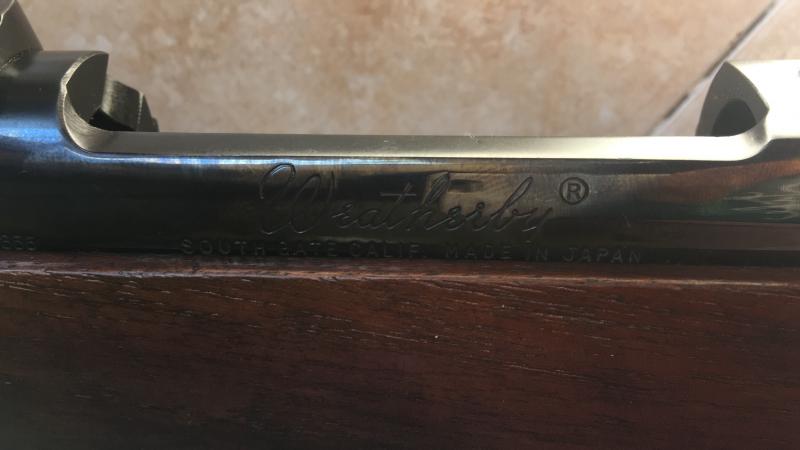 Weatherby®
SOUTH GATE CALIF. MADE IN JAPAN